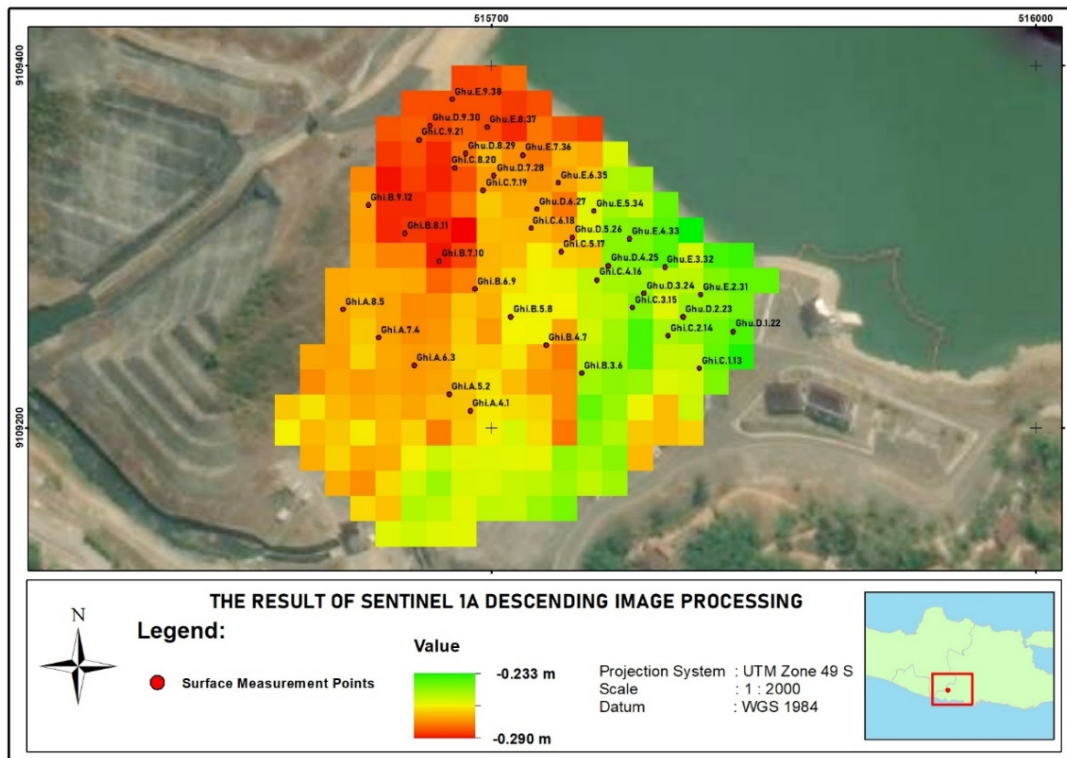 515700
516000
9109400
Ghu.E.9.38
Ghu.D.9.30
Ghu.E.8.37
Ghi.C.9.21
Ghu.D.8.29
Ghu.E.7.36
Ghi.C.8.20
Ghu.D.7.28
Ghu.E.6.35
Ghi.C.7.19
Ghi.B.9.12
Ghu.D.6.27
Ghu.E.5.34
Ghi.C.6.18
Ghi.B.8.11
Ghu.D.5.26
Ghu.E.4.33
Ghi.C.5.17
Ghi.B.7.10
Ghu.D.4.25
Ghu.E.3.32
Ghi.C.4.16
Ghi.B.6.9
Ghu.D.3.24
Ghu.E.2.31
Ghi.A.8.5
Ghi.C.3.15
Ghi.B.5.8
Ghu.D.2.23
Ghu.D.1.22
Ghi.A.7.4
Ghi.C.2.14
Ghi.B.4.7
Ghi.A.6.3
Ghi.B.3.6
Ghi.C.1.13
Ghi.A.5.2
Ghi.A.4.1
9109200
THE RESULT OF SENTINEL 1A DESCENDING IMAGE PROCESSING
N
Legend:
Surface Measurement Points
Value
-0.233 m
-0.290 m
Projection System : UTM Zone 49 S
Scale : 1 : 2000
Datum : WGS 1984